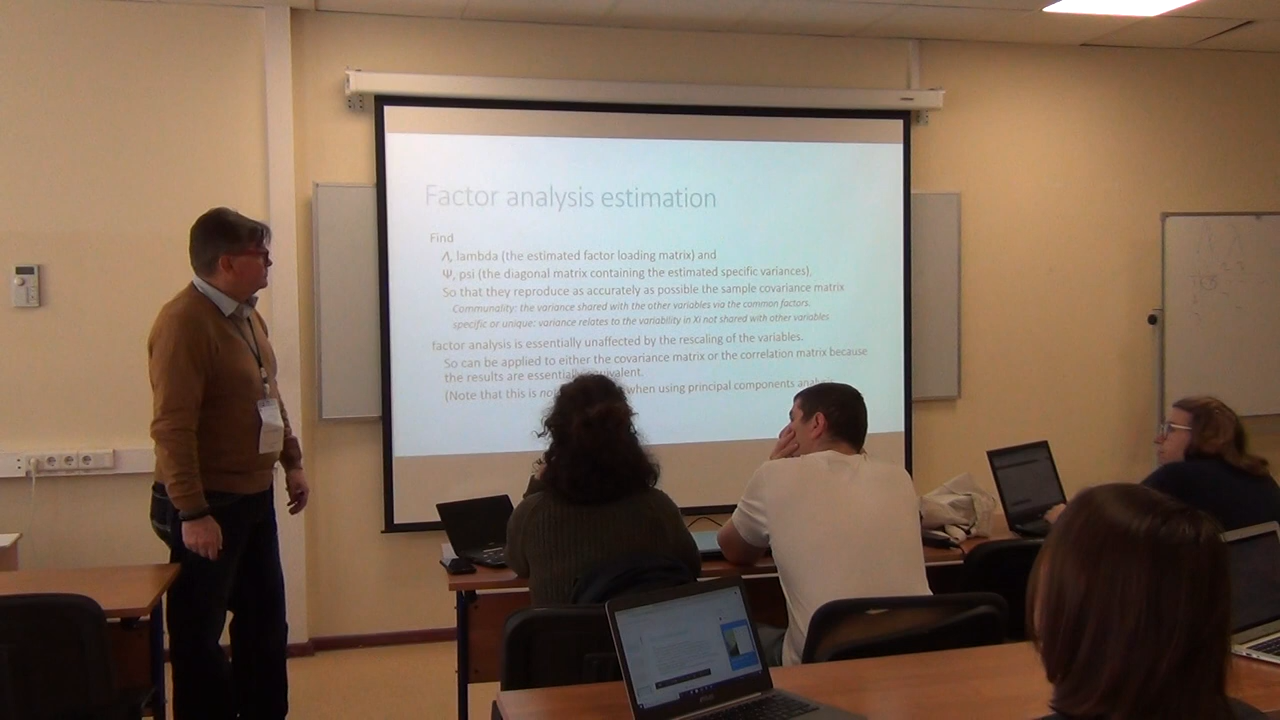 Factor analysis estimation
Find
Λ, lambda (the estimated factor loading matrix) and
Ψ, psi (the diagonal matrix containing the estimated specific variances),
So that they reproduce as accurately as possible the sample covariance matrix
Communality: the variance shared with the other variables via the common factors.
specific or unique: variance relates to the variability in Xi not shared with other variables
factor analysis is essentially unaffected by the rescaling of the variables.
So can be applied to either the covariance matrix or the correlation matrix because
the results are essentially equivalent.
(Note that this is not when using principal components